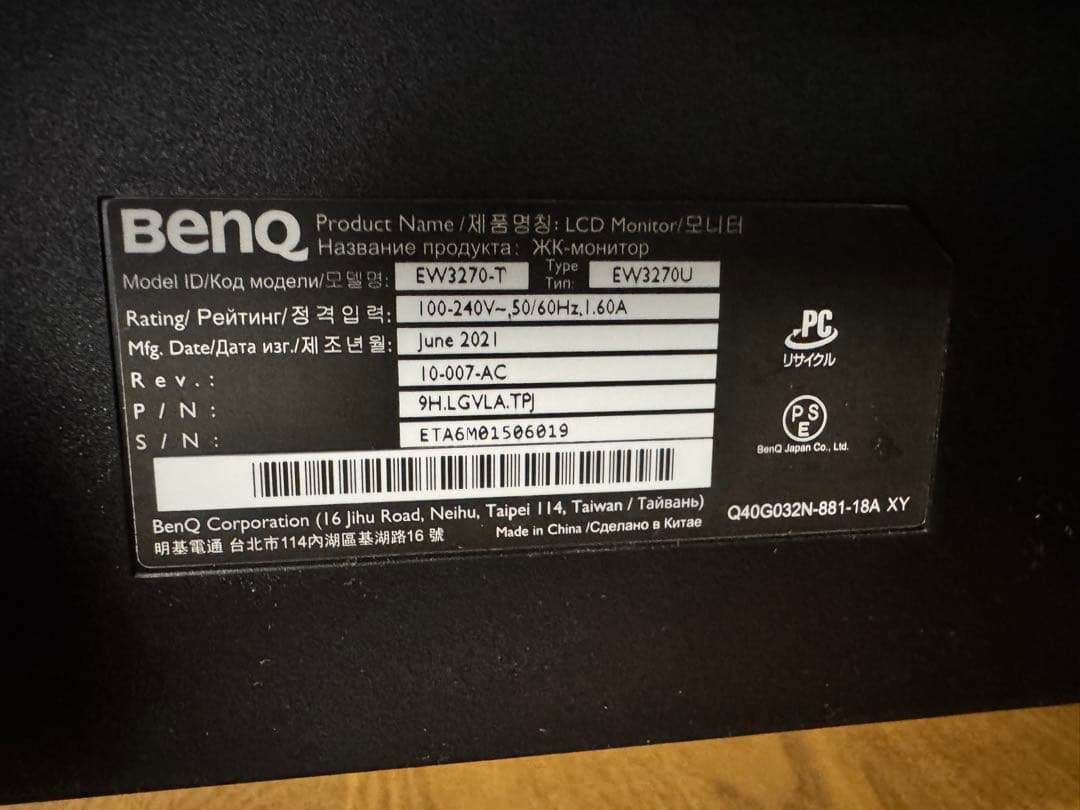 BenQ
Product Name /제품명칭: LCD Monitor/모니터
Название продукта: ЖК-монитор
Model ID/Код модели/모델명: EW3270-T Type Тип: EW3270U
Rating/ Рейтинг/정격입력: 100-240V~,50/60Hz,1.60A
Mfg. Date/Дата изг./제조년월: June 2021
Rev.: 10-007-AC
P/N: 9H.LGVLA.TPJ
S/N: ETA6M01506019
PC
リサイクル
PSE
BenQ Japan Co., Ltd.
BenQ Corporation (16 Jihu Road, Neihu, Taipei 114, Taiwan / Тайвань)
明基電通 台北市114內湖區基湖路16 號 Made in China /Сделано в Китае
Q40G032N-881-18A XY